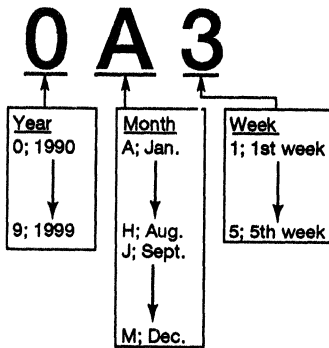 0 A 3
Year
0; 1990
9; 1999
Month
A; Jan.
H; Aug.
J; Sept.
M; Dec.
Week
1; 1st week
5; 5th week